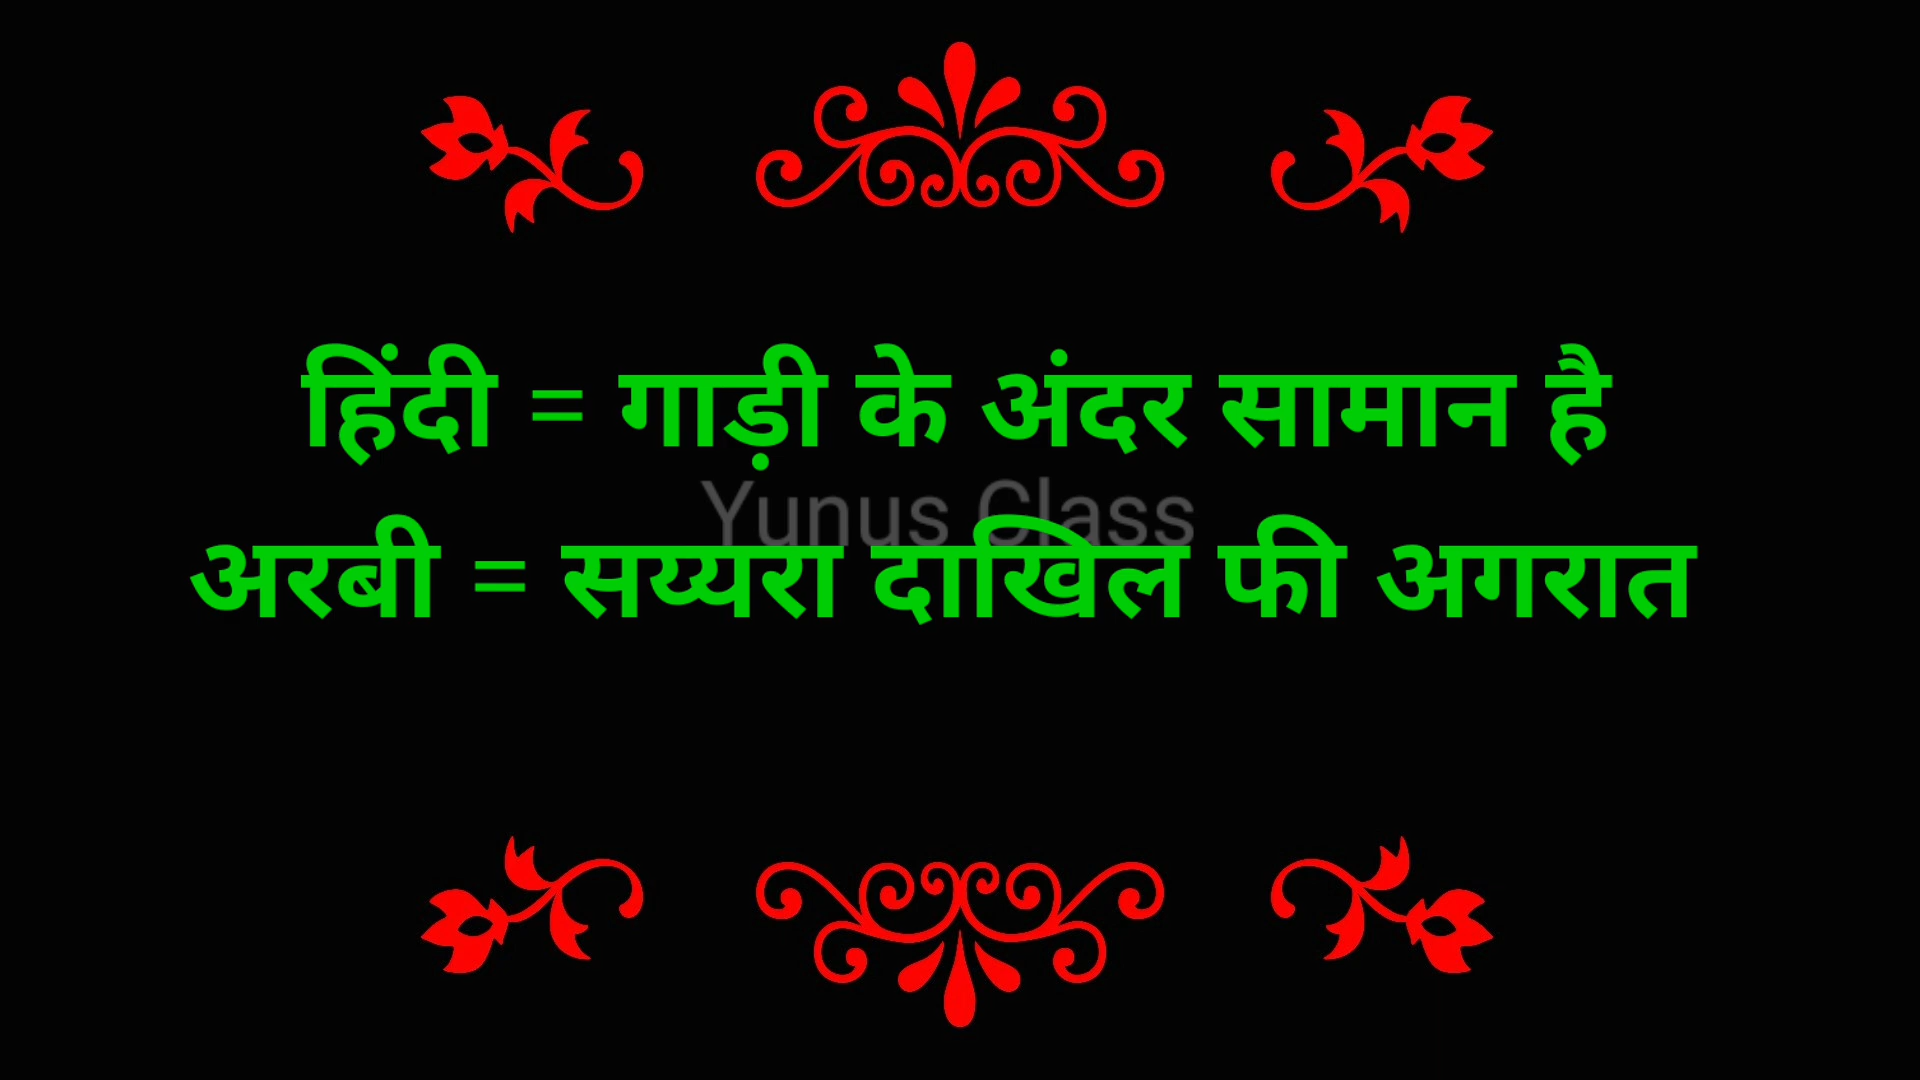 हिंदी = गाड़ी के अंदर सामान है
Yunus Class
अरबी = सय्यरा दाखिल फी अगरात